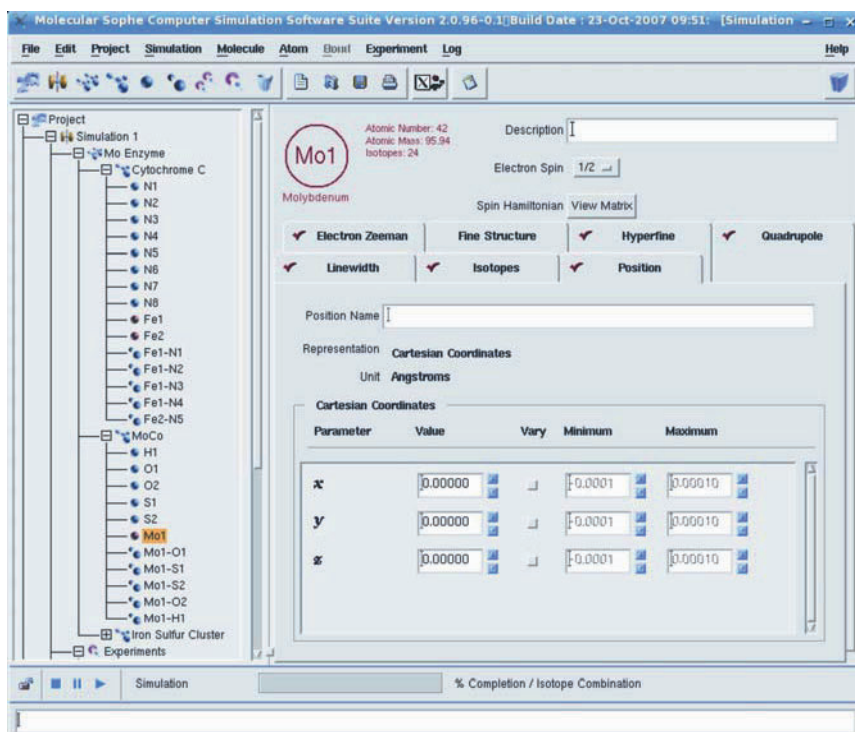 Molecular Sophe Computer Simulation Software Suite Version 2.0.96-0.1 Build Date : 23-Oct-2007 09:51: [Simulation
File Edit Project Simulation Molecule Atom Bond Experiment Log Help
Project
Simulation 1
Mo Enzyme
Cytochrome C
N1
N2
N3
N4
N5
N6
N7
N8
Fe1
Fe2
Fe1-N1
Fe1-N2
Fe1-N3
Fe1-N4
Fe2-N5
MoCo
H1
O1
O2
S1
S2
Mo1
Mo1-O1
Mo1-S1
Mo1-S2
Mo1-O2
Mo1-H1
Iron Sulfur Cluster
Experiments
Mo1
Molybdenum
Atomic Number: 42
Atomic Mass: 95.94
Isotopes: 24
Description
Electron Spin 1/2
Spin Hamiltonian View Matrix
Electron Zeeman Fine Structure Hyperfine Quadrupole
Linewidth Isotopes Position
Position Name
Representation Cartesian Coordinates
Unit Angstroms
Cartesian Coordinates
Parameter Value Vary Minimum Maximum
x 0.00000 -0.0001 0.00010
y 0.00000 -0.0001 0.00010
z 0.00000 -0.0001 0.00010
Simulation % Completion / Isotope Combination